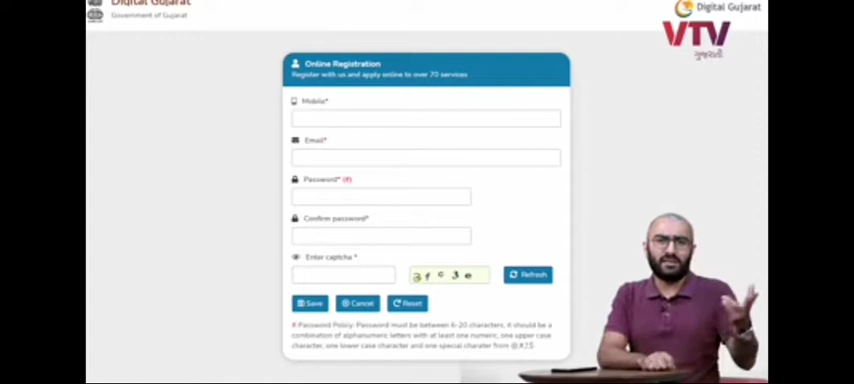 Digital Gujarat
Government of Gujarat
Digital Gujarat
VTV
ગુજરાતી
Online Registration
Register with us and apply online to over 70 services
Mobile*
Email*
Password* (#)
Confirm password*
Enter captcha *
3fc3e
Refresh
Save Cancel Reset
# Password Policy: Password must be between 6-20 characters, it should be a
combination of alphanumeric letters with at least one numeric, one upper case
character, one lower case character and one special charater from